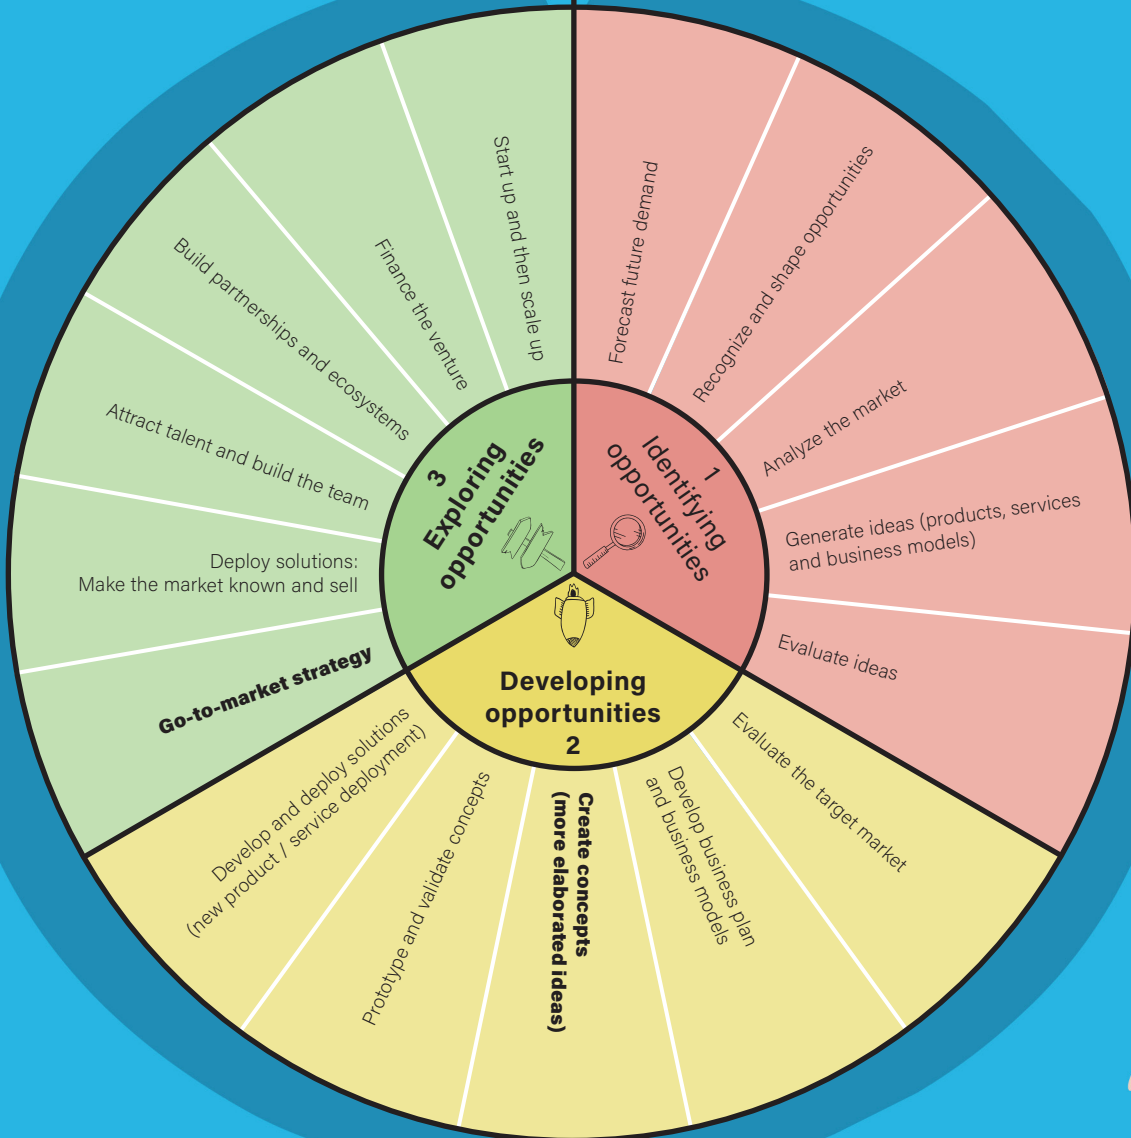 1
Identifying
opportunities
Forecast future demand
Recognize and shape opportunities
Analyze the market
Generate ideas (products, services
and business models)
Evaluate ideas
Developing
opportunities
2
Evaluate the target market
Develop business plan
and business models
Create concepts
(more elaborated ideas)
Prototype and validate concepts
Develop and deploy solutions
(new product / service deployment)
3
Exploring
opportunities
Go-to-market strategy
Deploy solutions:
Make the market known and sell
Attract talent and build the team
Build partnerships and ecosystems
Finance the venture
Start up and then scale up